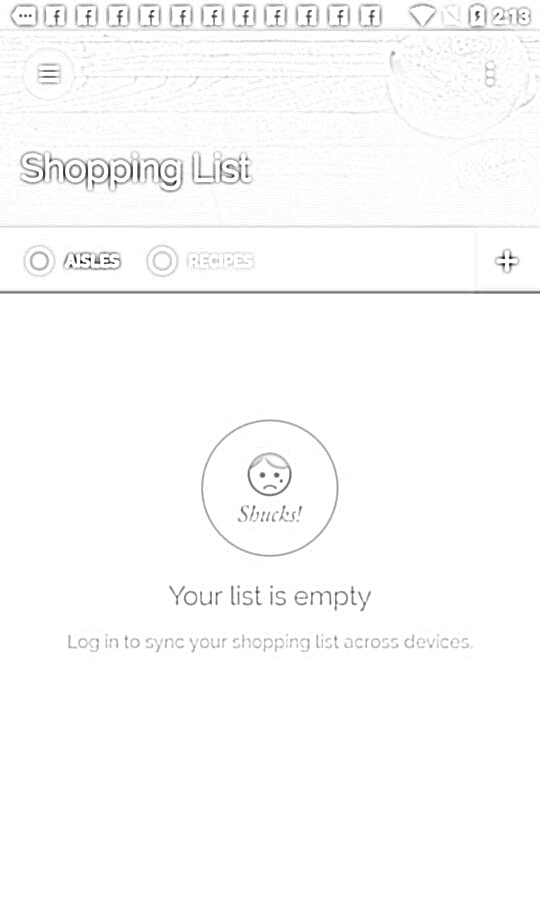 2:13
Shopping List
AISLES RECIPES
Shucks!
Your list is empty
Log in to sync your shopping list across devices.